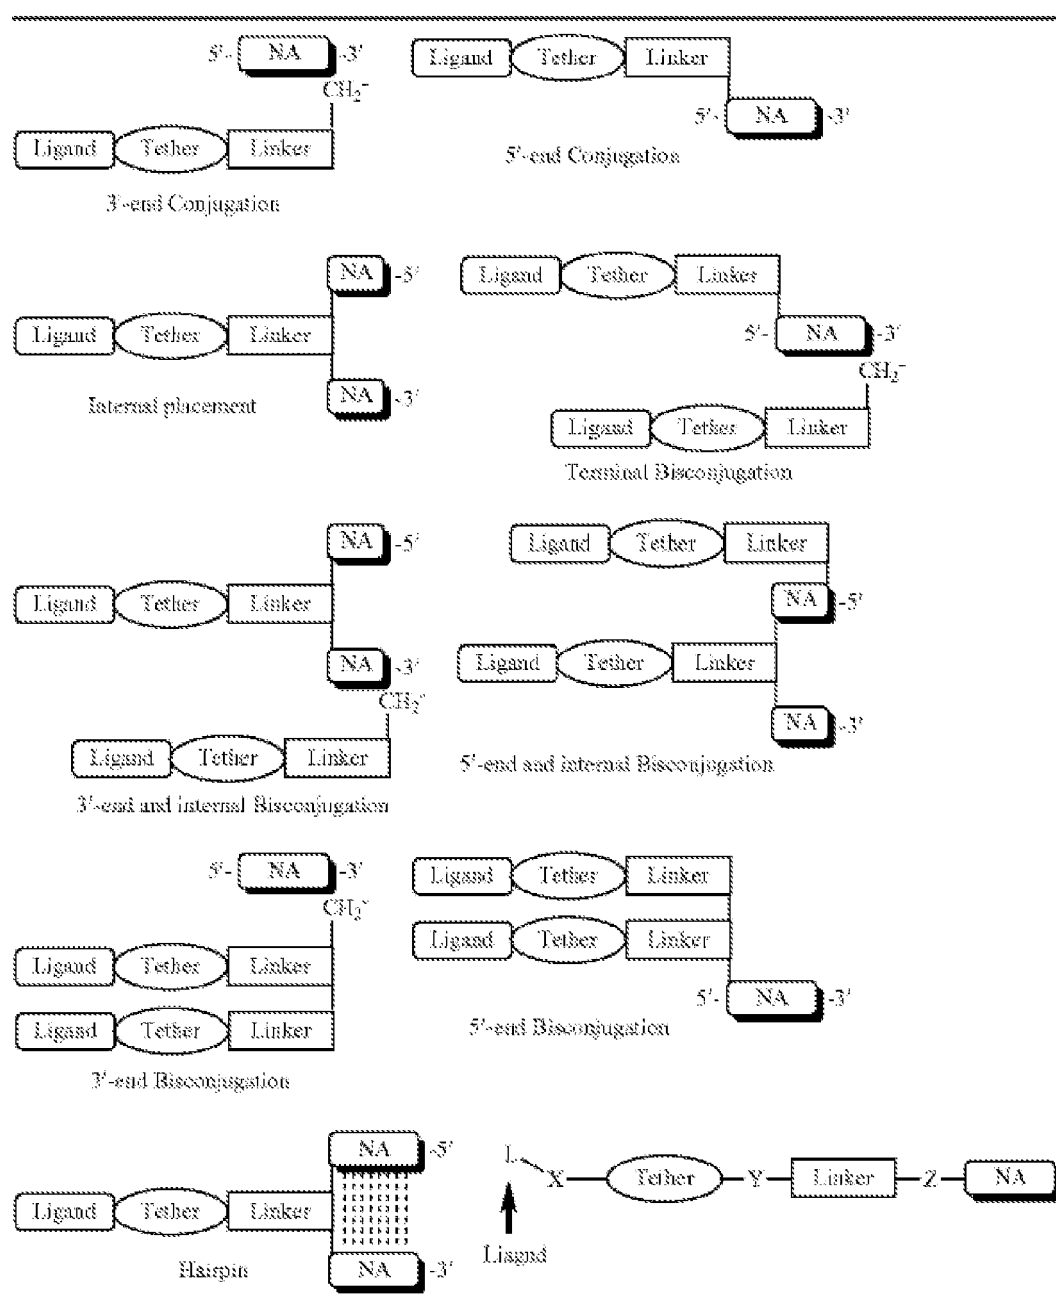 5'- NA -3' Ligand Tether Linker
CH₂⁻
5'- NA -3'
Ligand Tether Linker
5'-end Conjugation
3'-end Conjugation
NA -5' Ligand Tether Linker
Ligand Tether Linker 5'- NA -3'
CH₂⁻
NA -3'
Internal placement
Ligand Tether Linker
Terminal Bisconjugation
NA -5' Ligand Tether Linker
Ligand Tether Linker NA -5'
NA -3' Ligand Tether Linker
CH₂⁻
NA -3'
Ligand Tether Linker
5'-end and internal Bisconjugation
3'-end and internal Bisconjugation
5'- NA -3' Ligand Tether Linker
CH₂⁻
Ligand Tether Linker
Ligand Tether Linker
5'- NA -3'
Ligand Tether Linker
5'-end Bisconjugation
3'-end Bisconjugation
NA -5' L
X Tether Y Linker Z NA
Ligand Tether Linker
Liagnd
Hairpin NA -3'